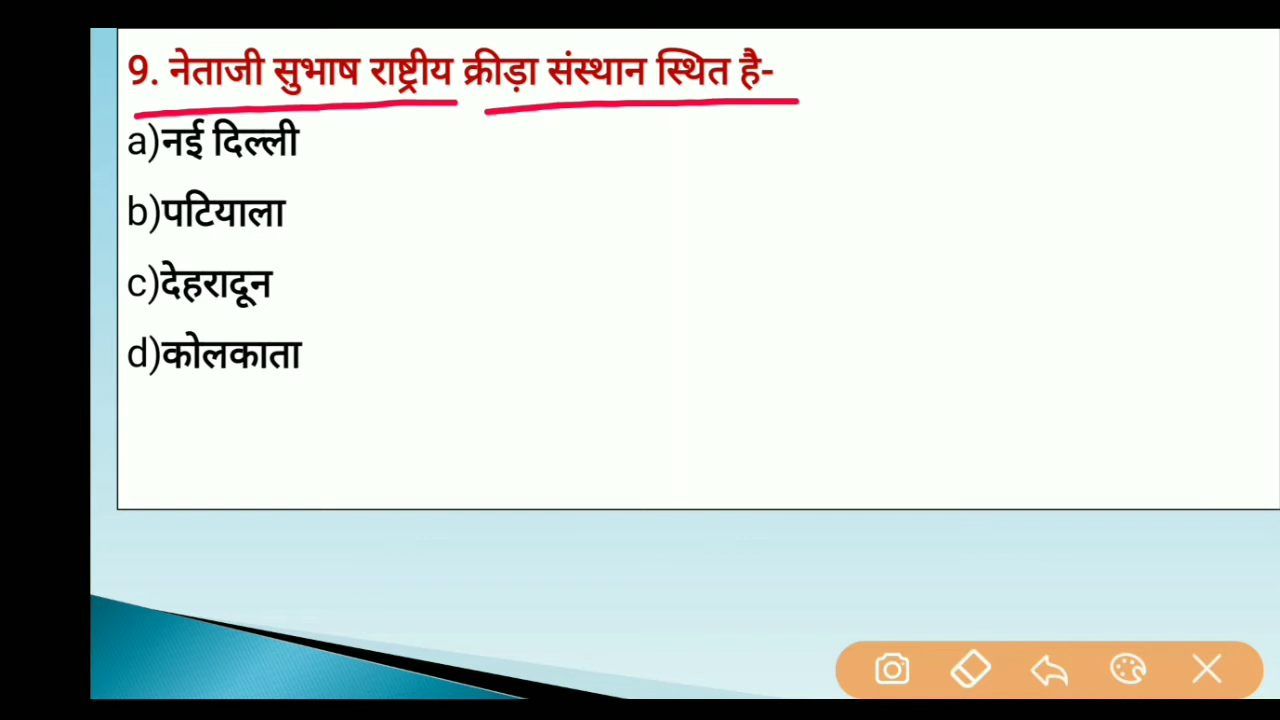 9. नेताजी सुभाष राष्ट्रीय क्रीड़ा संस्थान स्थित है-
a)नई दिल्ली
b)पटियाला
c)देहरादून
d)कोलकाता